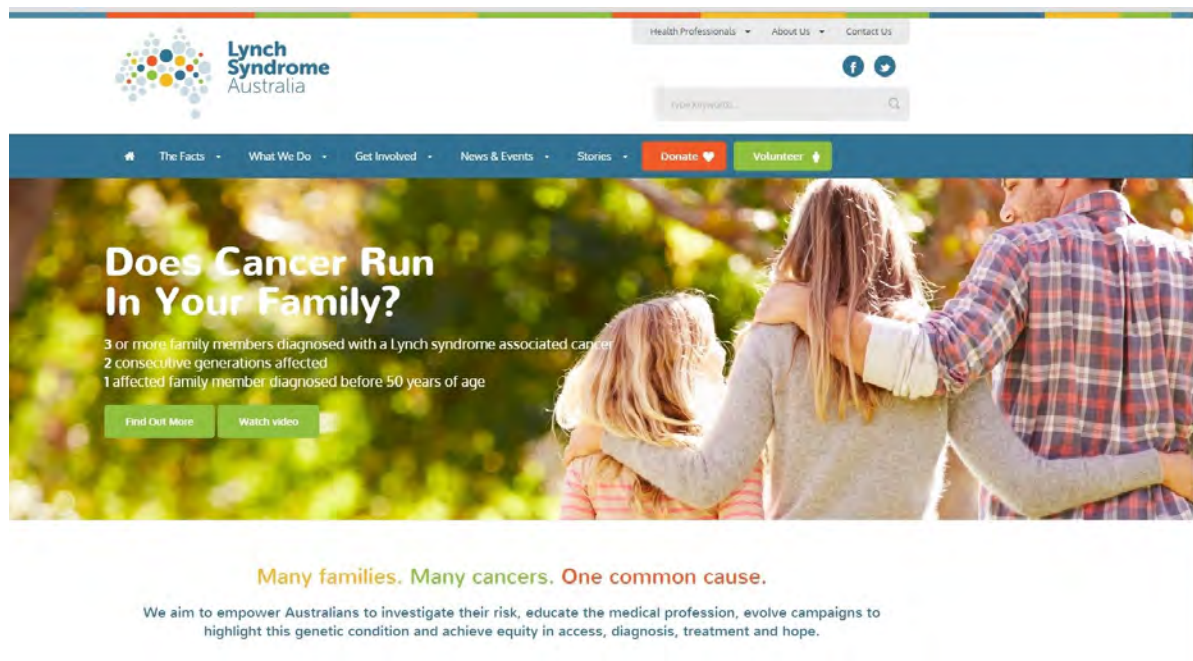 Health Professionals About Us Contact Us
Lynch
Syndrome
Australia
Type keywords...
The Facts What We Do Get Involved News & Events Stories Donate Volunteer
Does Cancer Run
In Your Family?
3 or more family members diagnosed with a Lynch syndrome associated cancer
2 consecutive generations affected
1 affected family member diagnosed before 50 years of age
Find Out More Watch video
Many families. Many cancers. One common cause.
We aim to empower Australians to investigate their risk, educate the medical profession, evolve campaigns to
highlight this genetic condition and achieve equity in access, diagnosis, treatment and hope.